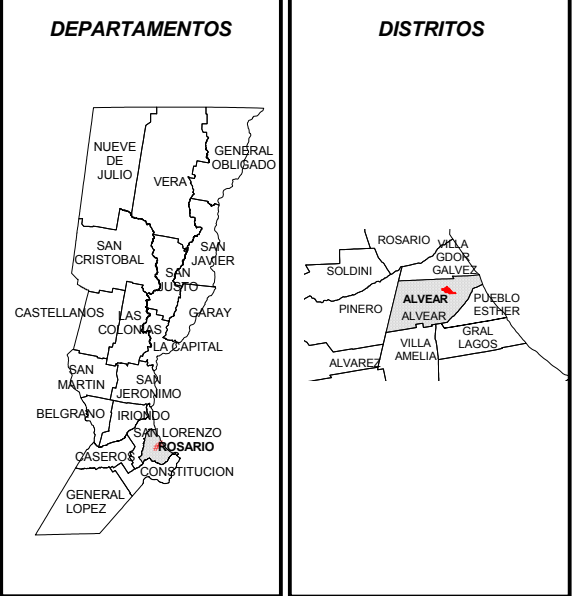 DEPARTAMENTOS
NUEVE
DE
JULIO
VERA
GENERAL
OBLIGADO
SAN
CRISTOBAL
SAN
JAVIER
SAN
JUSTO
CASTELLANOS
LAS
COLONIAS
GARAY
LA CAPITAL
SAN
MARTIN
SAN
JERONIMO
BELGRANO
IRIONDO
SAN LORENZO
#ROSARIO
CASEROS
CONSTITUCION
GENERAL
LOPEZ
DISTRITOS
ROSARIO
VILLA
GDOR
GALVEZ
SOLDINI
ALVEAR
ALVEAR
PUEBLO
ESTHER
PINERO
VILLA
AMELIA
GRAL
LAGOS
ALVAREZ